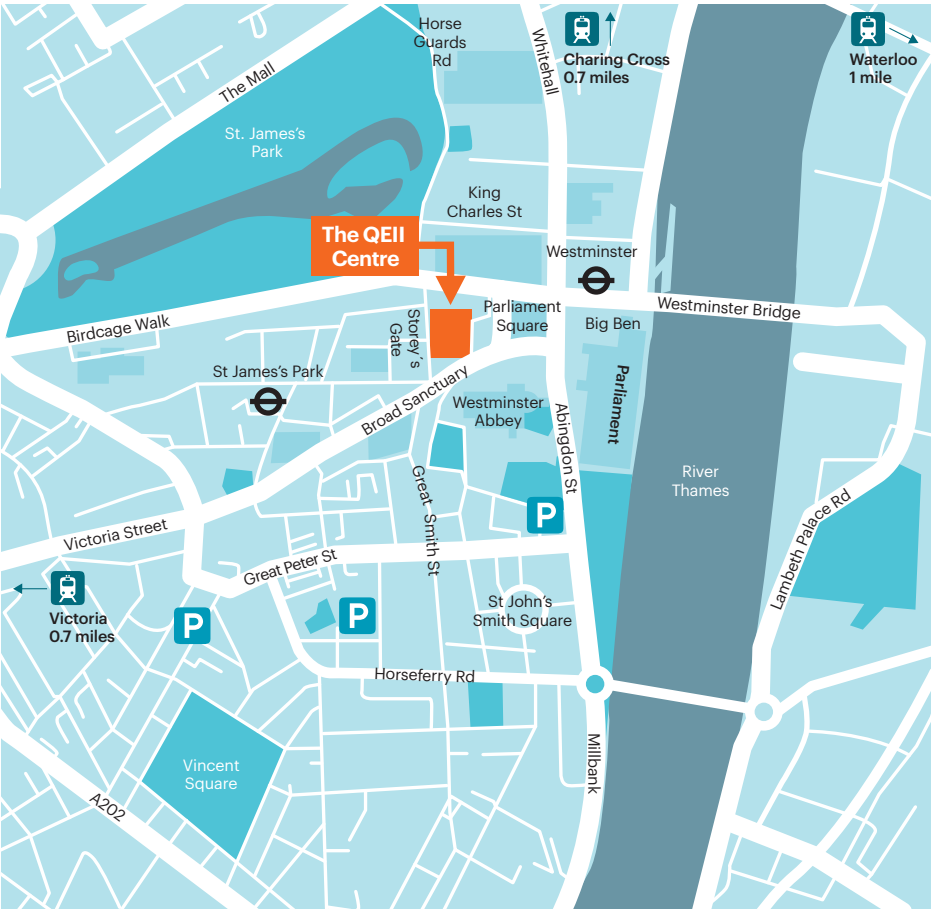 Horse
Guards
Rd
Whitehall
Charing Cross
0.7 miles
Waterloo
1 mile
The Mall
St. James's
Park
King
Charles St
The QEII
Centre
Westminster
Parliament
Square
Westminster Bridge
Big Ben
Birdcage Walk
Storey's
Gate
St James's Park
Broad Sanctuary
Westminster
Abbey
Parliament
Abingdon St
River
Thames
Great Smith St
P
Lambeth Palace Rd
Victoria Street
Great Peter St
Victoria
0.7 miles
P
P
St John's
Smith Square
Horseferry Rd
Millbank
Vincent
Square
A202